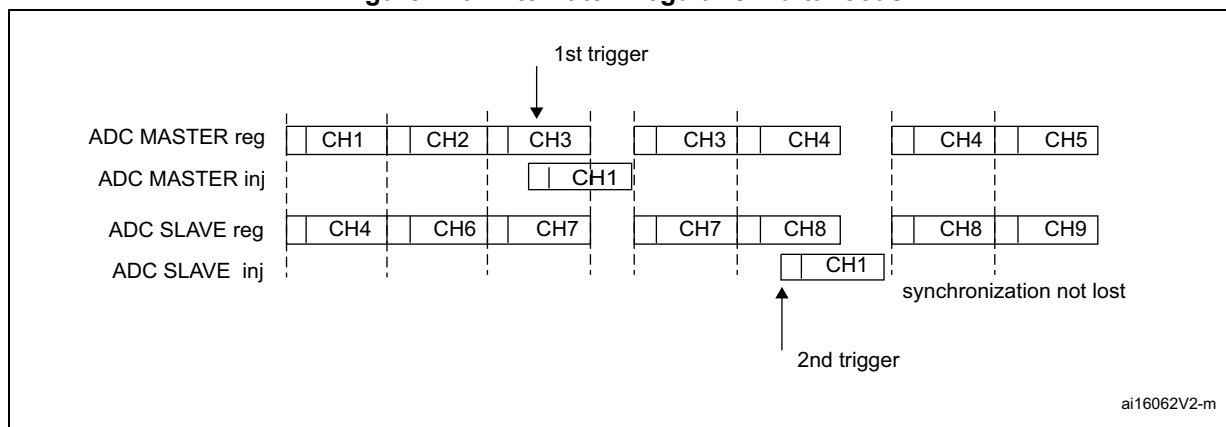 1st trigger
ADC MASTER reg CH1 CH2 CH3 CH3 CH4 CH4 CH5
ADC MASTER inj CH1
ADC SLAVE reg CH4 CH6 CH7 CH7 CH8 CH8 CH9
ADC SLAVE inj CH1
synchronization not lost
2nd trigger
ai16062V2-m